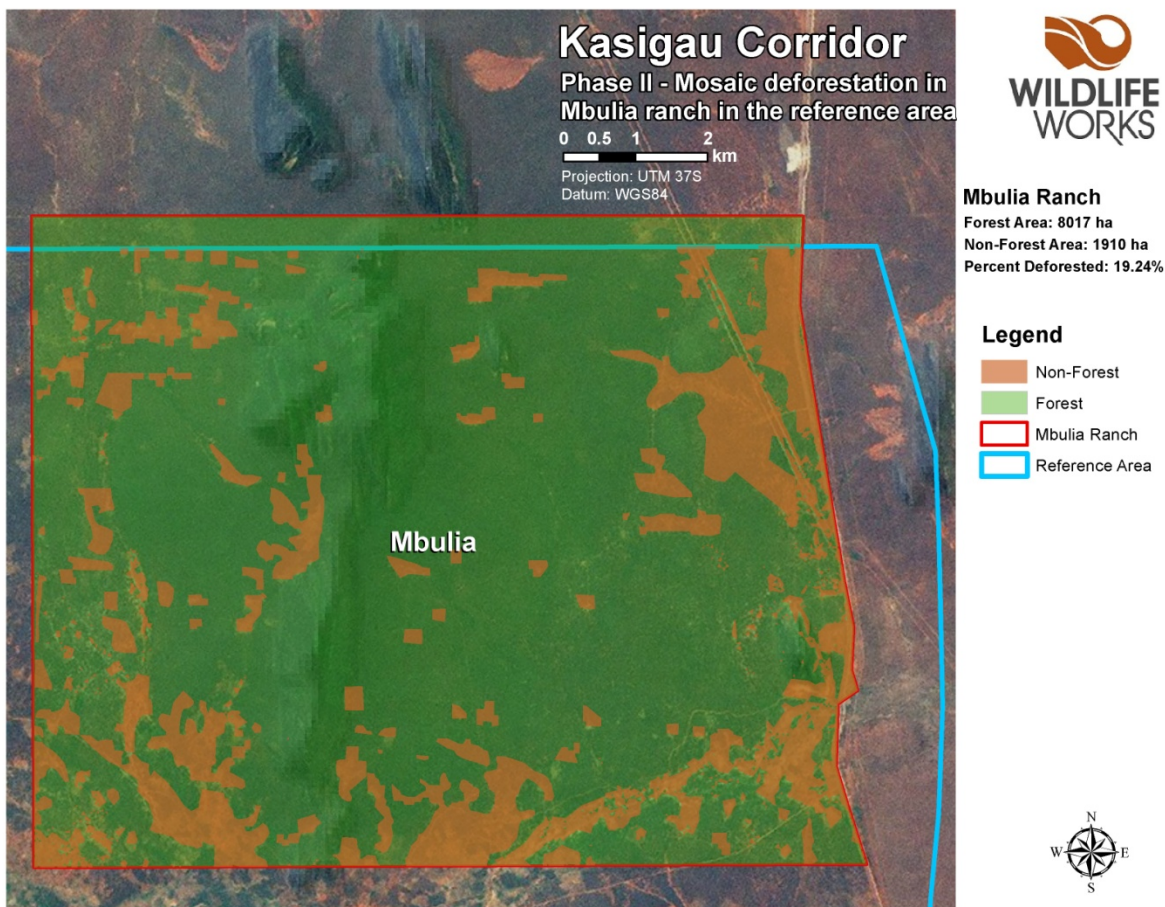 Kasigau Corridor
Phase II - Mosaic deforestation in
Mbulia ranch in the reference area
0 0.5 1 2
km
Projection: UTM 37S
Datum: WGS84
WILDLIFE
WORKS
Mbulia Ranch
Forest Area: 8017 ha
Non-Forest Area: 1910 ha
Percent Deforested: 19.24%
Legend
Non-Forest
Forest
Mbulia Ranch
Reference Area
Mbulia
N
W E
S